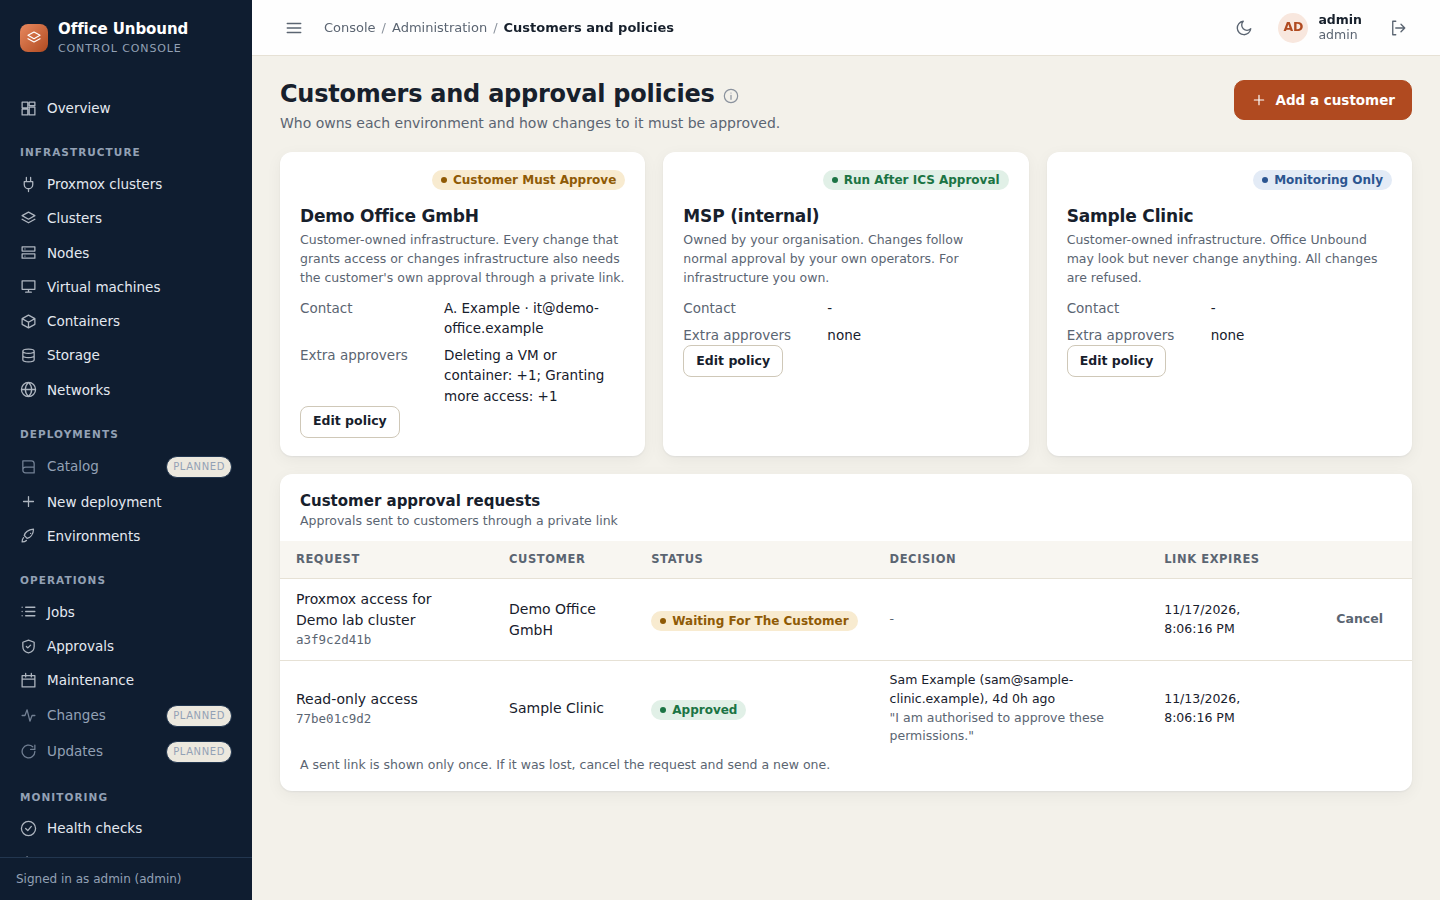 Office Unbound
CONTROL CONSOLE
Overview
INFRASTRUCTURE
Proxmox clusters
Clusters
Nodes
Virtual machines
Containers
Storage
Networks
DEPLOYMENTS
Catalog PLANNED
New deployment
Environments
OPERATIONS
Jobs
Approvals
Maintenance
Changes PLANNED
Updates PLANNED
MONITORING
Health checks
Signed in as admin (admin)
Console / Administration / Customers and policies
AD
admin
admin
Customers and approval policies
Who owns each environment and how changes to it must be approved.
Add a customer
Customer Must Approve
Demo Office GmbH
Customer-owned infrastructure. Every change that
grants access or changes infrastructure also needs
the customer's own approval through a private link.
Contact A. Example · it@demo-
office.example
Extra approvers Deleting a VM or
container: +1; Granting
more access: +1
Edit policy
Run After ICS Approval
MSP (internal)
Owned by your organisation. Changes follow
normal approval by your own operators. For
infrastructure you own.
Contact -
Extra approvers none
Edit policy
Monitoring Only
Sample Clinic
Customer-owned infrastructure. Office Unbound
may look but never change anything. All changes
are refused.
Contact -
Extra approvers none
Edit policy
Customer approval requests
Approvals sent to customers through a private link
REQUEST CUSTOMER STATUS DECISION LINK EXPIRES
Proxmox access for
Demo lab cluster
a3f9c2d41b
Demo Office
GmbH
Waiting For The Customer
-
11/17/2026,
8:06:16 PM
Cancel
Read-only access
77be01c9d2
Sample Clinic
Approved
Sam Example (sam@sample-
clinic.example), 4d 0h ago
"I am authorised to approve these
permissions."
11/13/2026,
8:06:16 PM
A sent link is shown only once. If it was lost, cancel the request and send a new one.